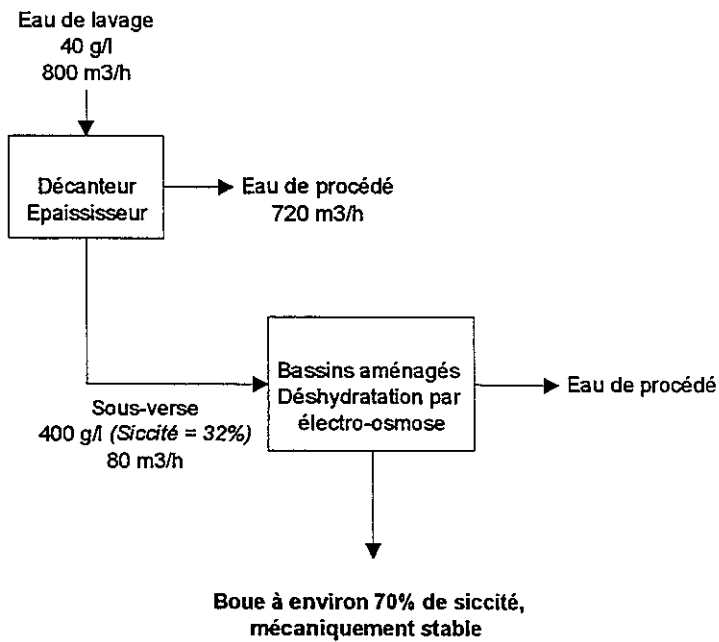 Eau de lavage
40 g/l
800 m3/h
Décanteur
Epaississeur
Eau de procédé
720 m3/h
Sous-verse
400 g/l (Siccité = 32%)
80 m3/h
Bassins aménagés
Déshydratation par
électro-osmose
Eau de procédé
Boue à environ 70% de siccité,
mécaniquement stable